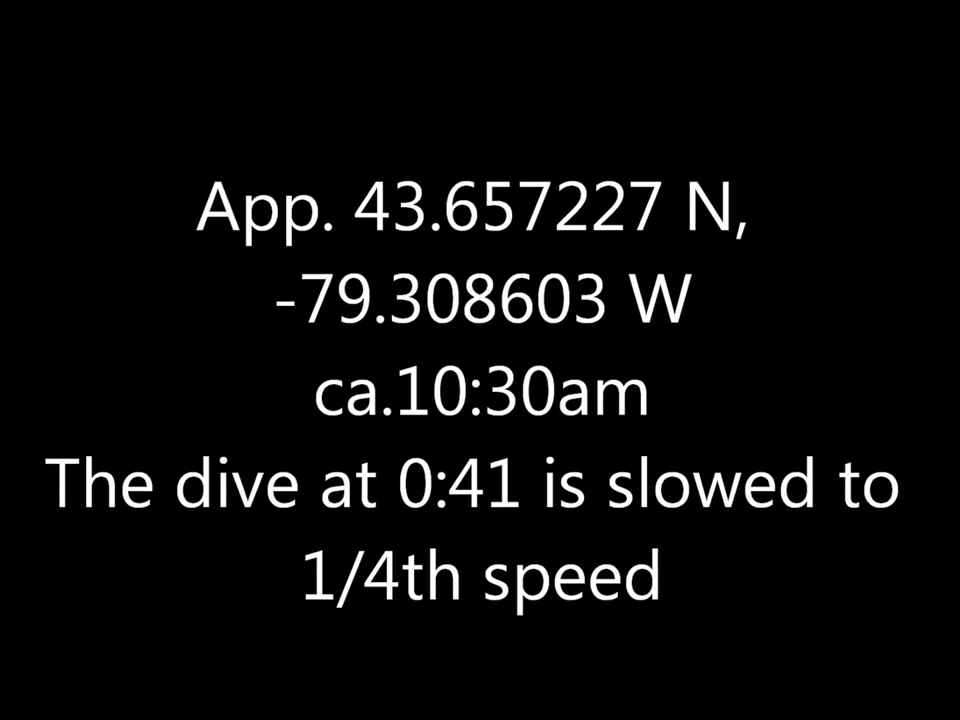 App. 43.657227 N,
-79.308603 W
ca.10:30am
The dive at 0:41 is slowed to
1/4th speed